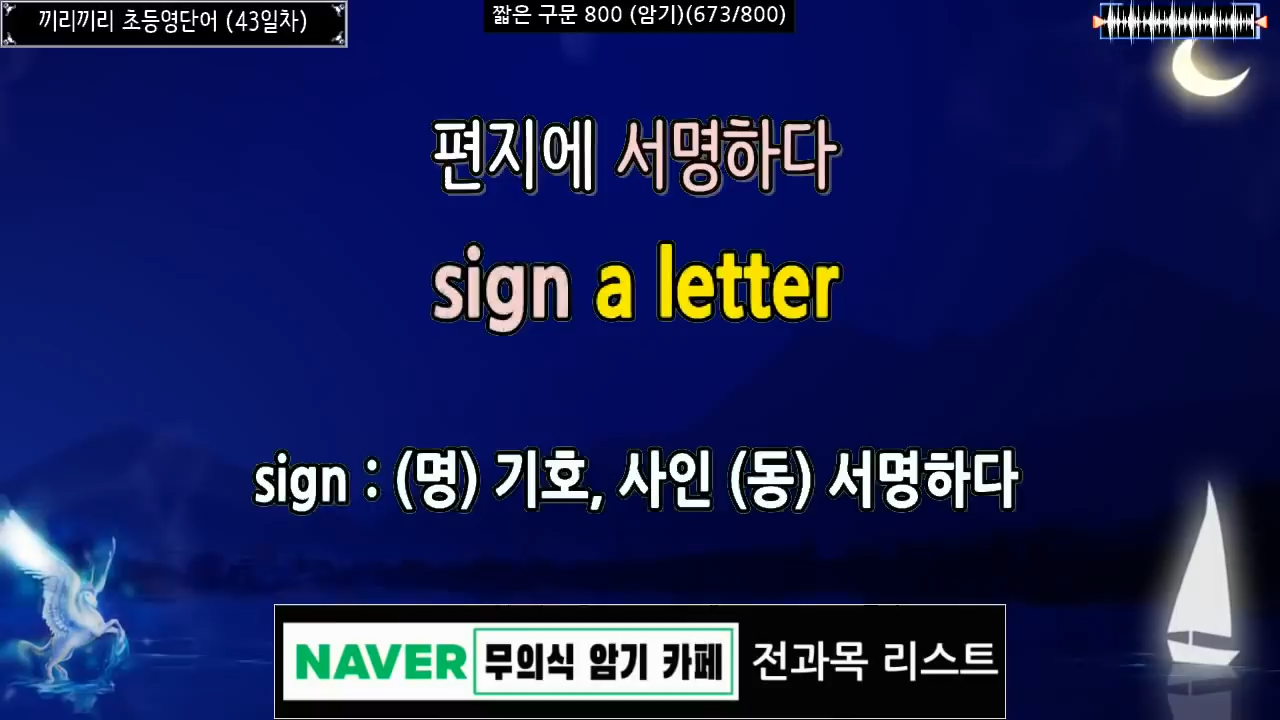 끼리끼리 초등영단어 (43일차)
짧은 구문 800 (암기)(673/800)
편지에 서명하다
sign a letter
sign : (명) 기호, 사인 (동) 서명하다
NAVER 무의식 암기 카페 전과목 리스트